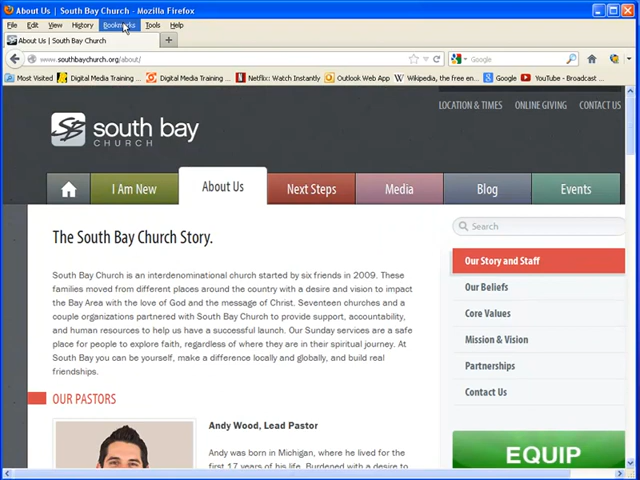 About Us | South Bay Church - Mozilla Firefox
File Edit View History Bookmarks Tools Help
About Us | South Bay Church
www.southbaychurch.org/about/
Google
Most Visited Digital Media Training ... Digital Media Training ... Netflix: Watch Instantly Outlook Web App Wikipedia, the free en... Google YouTube - Broadcast ...
LOCATION & TIMES ONLINE GIVING CONTACT US
SB south bay
CHURCH
I Am New About Us Next Steps Media Blog Events
Search
The South Bay Church Story.
Our Story and Staff
Our Beliefs
Core Values
Mission & Vision
Partnerships
Contact Us
South Bay Church is an interdenominational church started by six friends in 2009. These
families moved from different places around the country with a desire and vision to impact
the Bay Area with the love of God and the message of Christ. Seventeen churches and a
couple organizations partnered with South Bay Church to provide support, accountability,
and human resources to help us have a successful launch. Our Sunday services are a safe
place for people to explore faith, regardless of where they are in their spiritual journey. At
South Bay you can be yourself, make a difference locally and globally, and build real
friendships.
OUR PASTORS
Andy Wood, Lead Pastor
Andy was born in Michigan, where he lived for the
first 17 years of his life. Burdened with a desire to
EQUIP